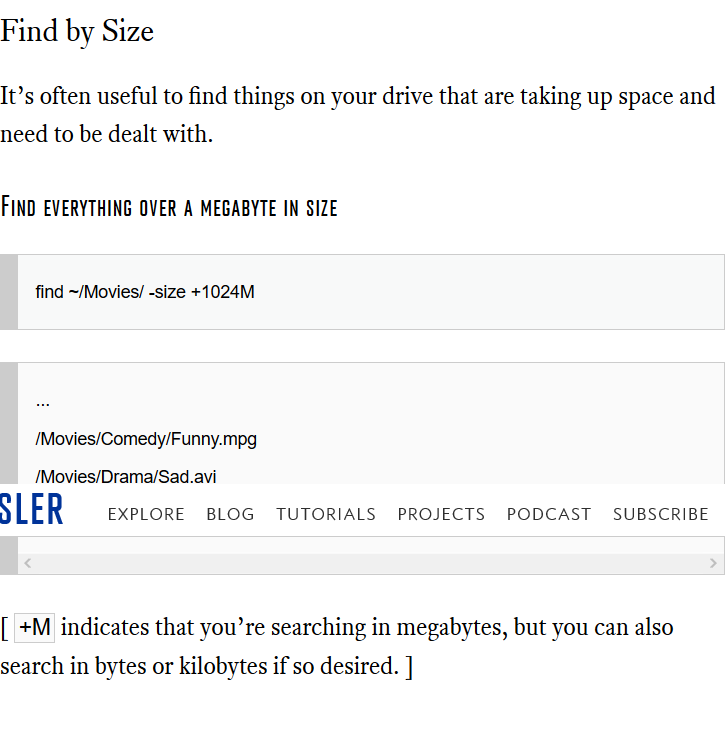 Find by Size
It’s often useful to find things on your drive that are taking up space and
need to be dealt with.
Find everything over a megabyte in size
find ~/Movies/ -size +1024M
...
/Movies/Comedy/Funny.mpg
/Movies/Drama/Sad.avi
SLER EXPLORE BLOG TUTORIALS PROJECTS PODCAST SUBSCRIBE
[ +M indicates that you’re searching in megabytes, but you can also
search in bytes or kilobytes if so desired. ]